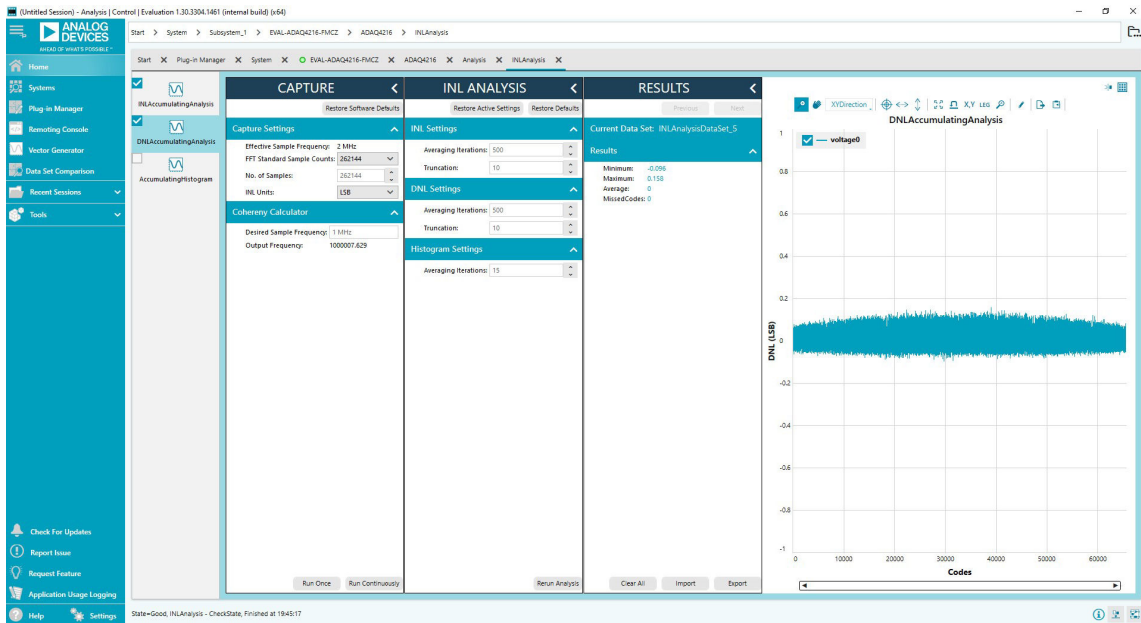 (Untitled Session) - Analysis | Control | Evaluation 1.30.3304.1461 (internal build) (x64)
ANALOG DEVICES
AHEAD OF WHAT'S POSSIBLE™
Start > System > Subsystem_1 > EVAL-ADAQ4216-FMCZ > ADAQ4216 > INLAnalysis
Start X Plug-in Manager X System X EVAL-ADAQ4216-FMCZ X ADAQ4216 X Analysis X INLAnalysis X
Home
Systems
Plug-in Manager
Remoting Console
Vector Generator
Data Set Comparison
Recent Sessions
Tools
Check For Updates
Report Issue
Request Feature
Application Usage Logging
Help Settings
INLAccumulatingAnalysis
DNLAccumulatingAnalysis
AccumulatingHistogram
CAPTURE
Restore Software Defaults
Capture Settings
Effective Sample Frequency: 2 MHz
FFT Standard Sample Counts: 262144
No. of Samples: 262144
INL Units: LSB
Cohereny Calculator
Desired Sample Frequency: 1 MHz
Output Frequency: 1000007.629
Run Once Run Continuously
INL ANALYSIS
Restore Active Settings Restore Defaults
INL Settings
Averaging Iterations: 500
Truncation: 10
DNL Settings
Averaging Iterations: 500
Truncation: 10
Histogram Settings
Averaging Iterations: 15
Rerun Analysis
RESULTS
Previous Next
Current Data Set: INLAnalysisDataSet_5
Results
Minimum: -0.096
Maximum: 0.158
Average: 0
MissedCodes: 0
Clear All Import Export
XYDirection X,Y LEG
DNLAccumulatingAnalysis
voltage0
1
0.8
0.6
0.4
0.2
0
-0.2
-0.4
-0.6
-0.8
-1
DNL (LSB)
0 10000 20000 30000 40000 50000 60000
Codes
State=Good, INLAnalysis - CheckState, Finished at 19:45:17